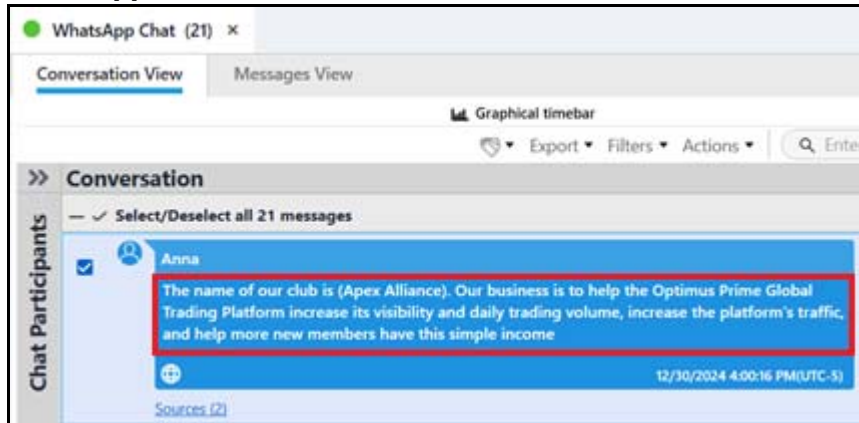 WhatsApp Chat (21) ×
Conversation View Messages View
Graphical timebar
Export Filters Actions
Conversation
Select/Deselect all 21 messages
Chat Participants
Anna
The name of our club is (Apex Alliance). Our business is to help the Optimus Prime Global
Trading Platform increase its visibility and daily trading volume, increase the platform's traffic,
and help more new members have this simple income
12/30/2024 4:00:16 PM(UTC-5)
Sources (2)